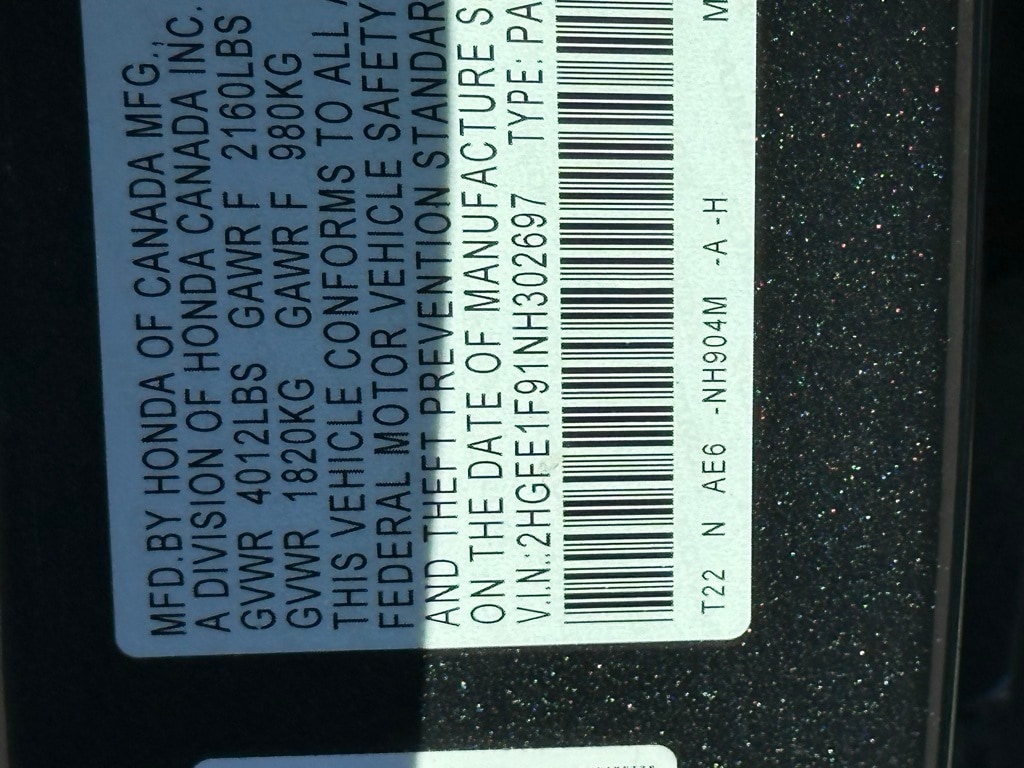 MFD.BY HONDA OF CANADA MFG.,
A DIVISION OF HONDA CANADA INC.
GVWR 4012LBS GAWR F 2160LBS
GVWR 1820KG GAWR F 980KG
THIS VEHICLE CONFORMS TO ALL
FEDERAL MOTOR VEHICLE SAFETY
AND THEFT PREVENTION STANDAR
ON THE DATE OF MANUFACTURE S
V.I.N.:2HGFE1F91NH302697 TYPE: PA
T22 N AE6 -NH904M -A -H M